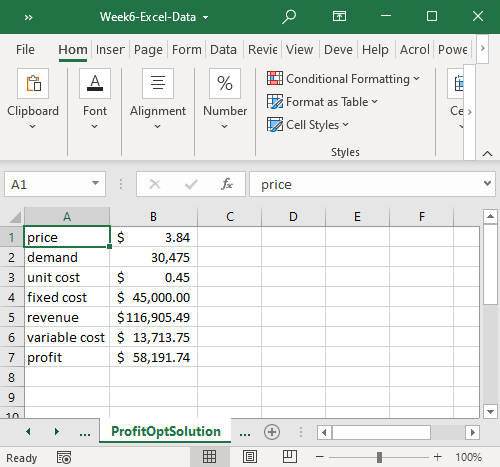 Week6-Excel-Data
File Hom Inser Page Form Data Revie View Deve Help Acrol Powe
Clipboard
A
Font
Alignment
%
Number
Conditional Formatting
Format as Table
Cell Styles
Styles
Ce
A1 fx price
A B C D E F
1 price $ 3.84
2 demand 30,475
3 unit cost $ 0.45
4 fixed cost $ 45,000.00
5 revenue $116,905.49
6 variable cost $ 13,713.75
7 profit $ 58,191.74
8
9
10
... ProfitOptSolution ...
Ready 100%